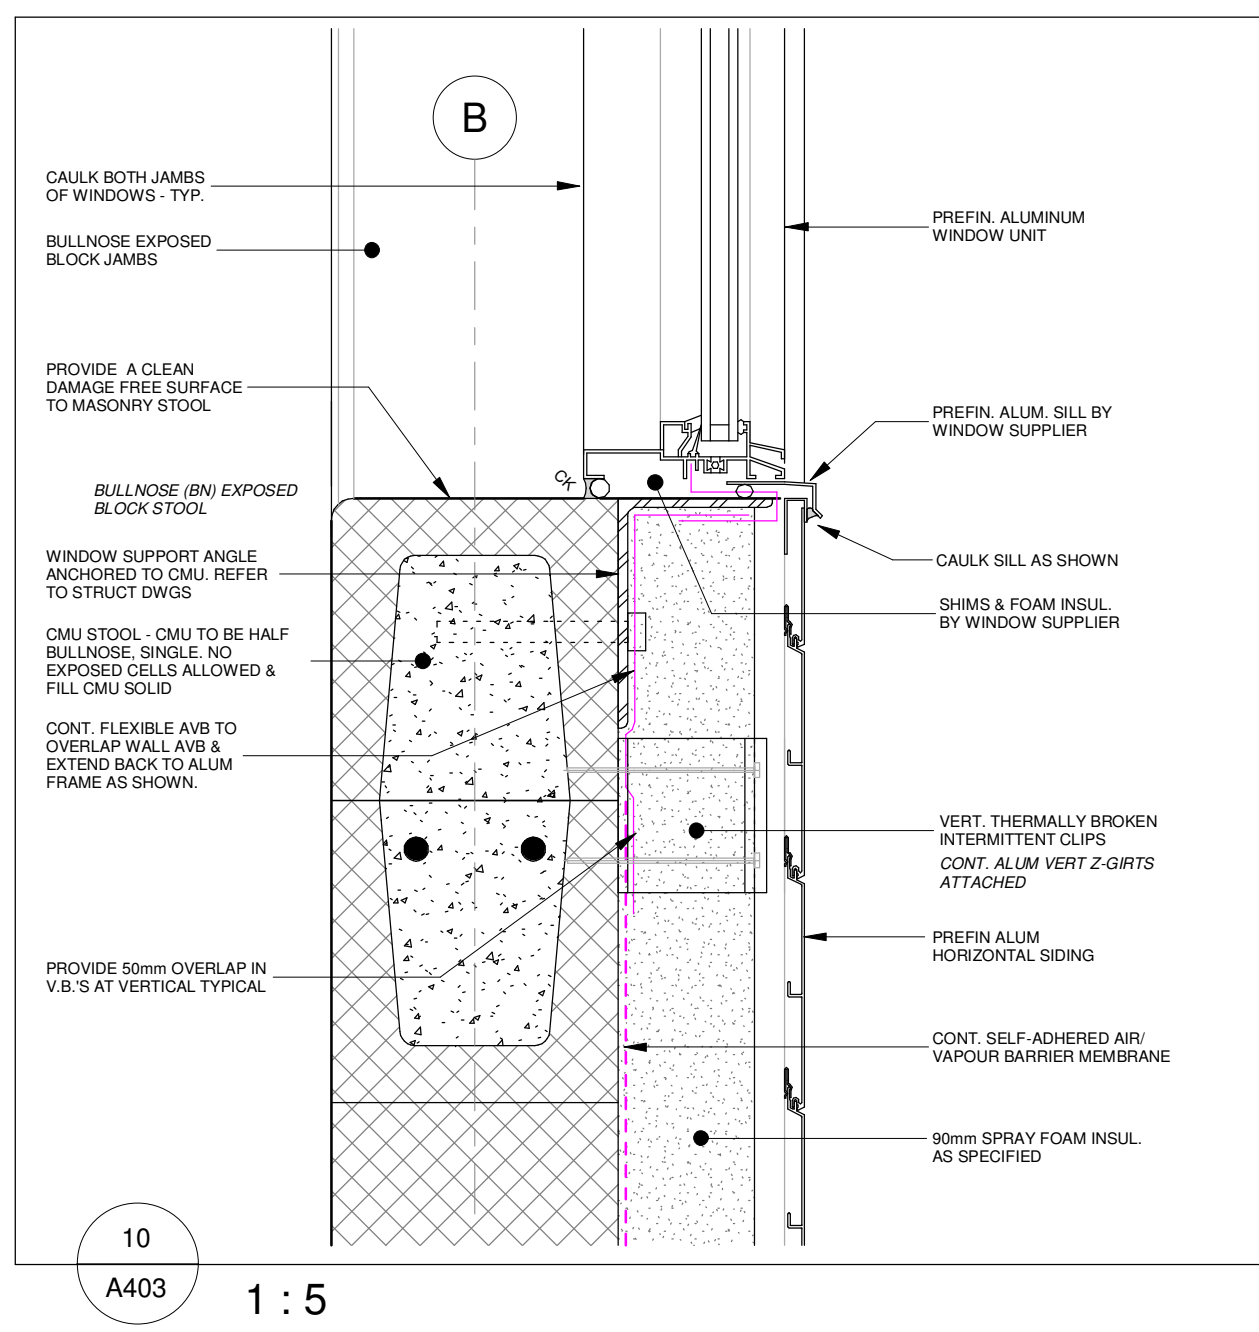 B
CAULK BOTH JAMBS
OF WINDOWS - TYP.
BULLNOSE EXPOSED
BLOCK JAMBS
PROVIDE A CLEAN
DAMAGE FREE SURFACE
TO MASONRY STOOL
BULLNOSE (BN) EXPOSED
BLOCK STOOL
WINDOW SUPPORT ANGLE
ANCHORED TO CMU. REFER
TO STRUCT DWGS
CMU STOOL - CMU TO BE HALF
BULLNOSE, SINGLE. NO
EXPOSED CELLS ALLOWED &
FILL CMU SOLID
CONT. FLEXIBLE AVB TO
OVERLAP WALL AVB &
EXTEND BACK TO ALUM
FRAME AS SHOWN.
PROVIDE 50mm OVERLAP IN
V.B.'S AT VERTICAL TYPICAL
CK
PREFIN. ALUMINUM
WINDOW UNIT
PREFIN. ALUM. SILL BY
WINDOW SUPPLIER
CAULK SILL AS SHOWN
SHIMS & FOAM INSUL.
BY WINDOW SUPPLIER
VERT. THERMALLY BROKEN
INTERMITTENT CLIPS
CONT. ALUM VERT Z-GIRTS
ATTACHED
PREFIN ALUM
HORIZONTAL SIDING
CONT. SELF-ADHERED AIR/
VAPOUR BARRIER MEMBRANE
90mm SPRAY FOAM INSUL.
AS SPECIFIED
10
A403
1 : 5